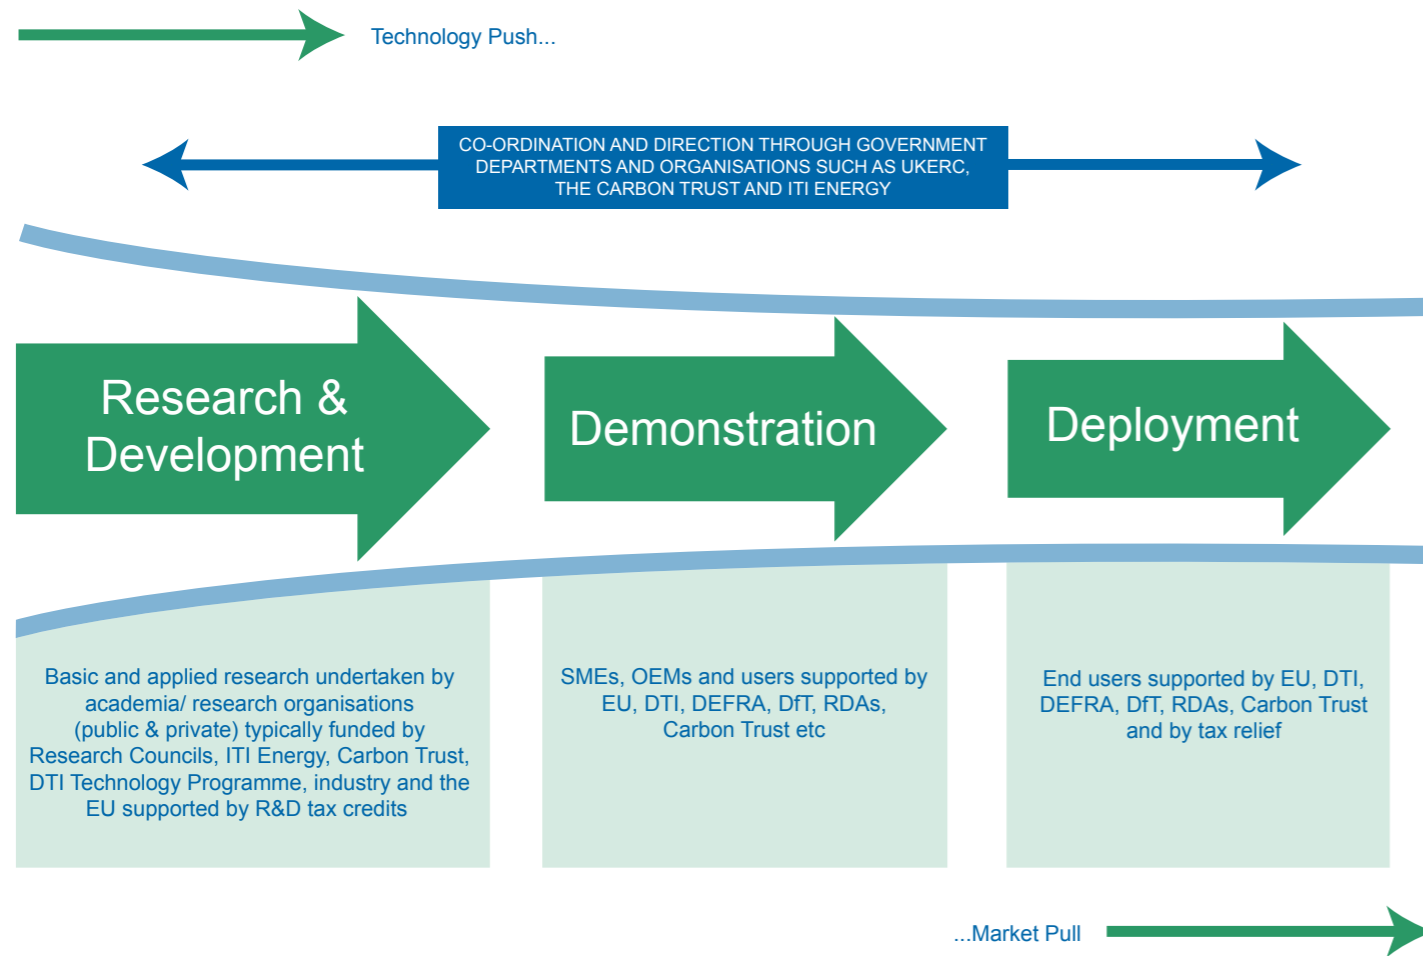 Technology Push...
CO-ORDINATION AND DIRECTION THROUGH GOVERNMENT
DEPARTMENTS AND ORGANISATIONS SUCH AS UKERC,
THE CARBON TRUST AND ITI ENERGY
Research &
Development
Demonstration
Deployment
Basic and applied research undertaken by
academia/ research organisations
(public & private) typically funded by
Research Councils, ITI Energy, Carbon Trust,
DTI Technology Programme, industry and the
EU supported by R&D tax credits
SMEs, OEMs and users supported by
EU, DTI, DEFRA, DfT, RDAs,
Carbon Trust etc
End users supported by EU, DTI,
DEFRA, DfT, RDAs, Carbon Trust
and by tax relief
...Market Pull